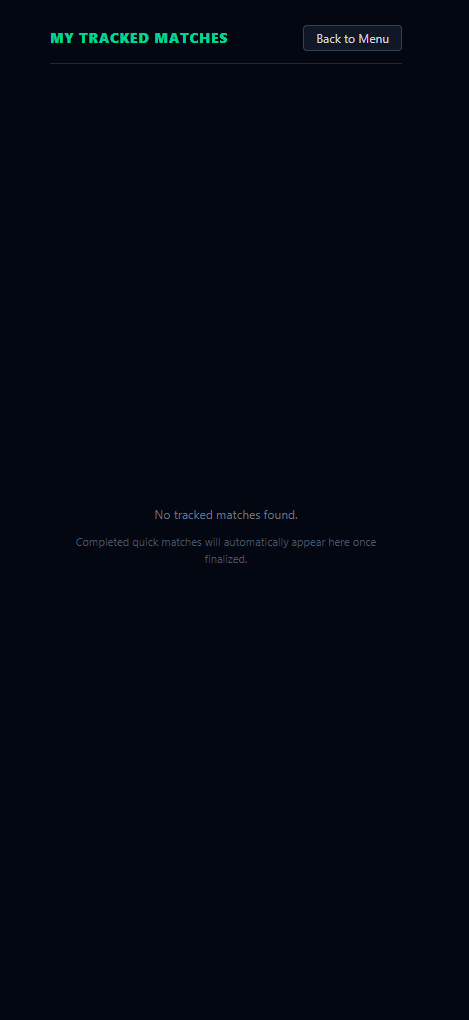 MY TRACKED MATCHES
Back to Menu
No tracked matches found.
Completed quick matches will automatically appear here once
finalized.